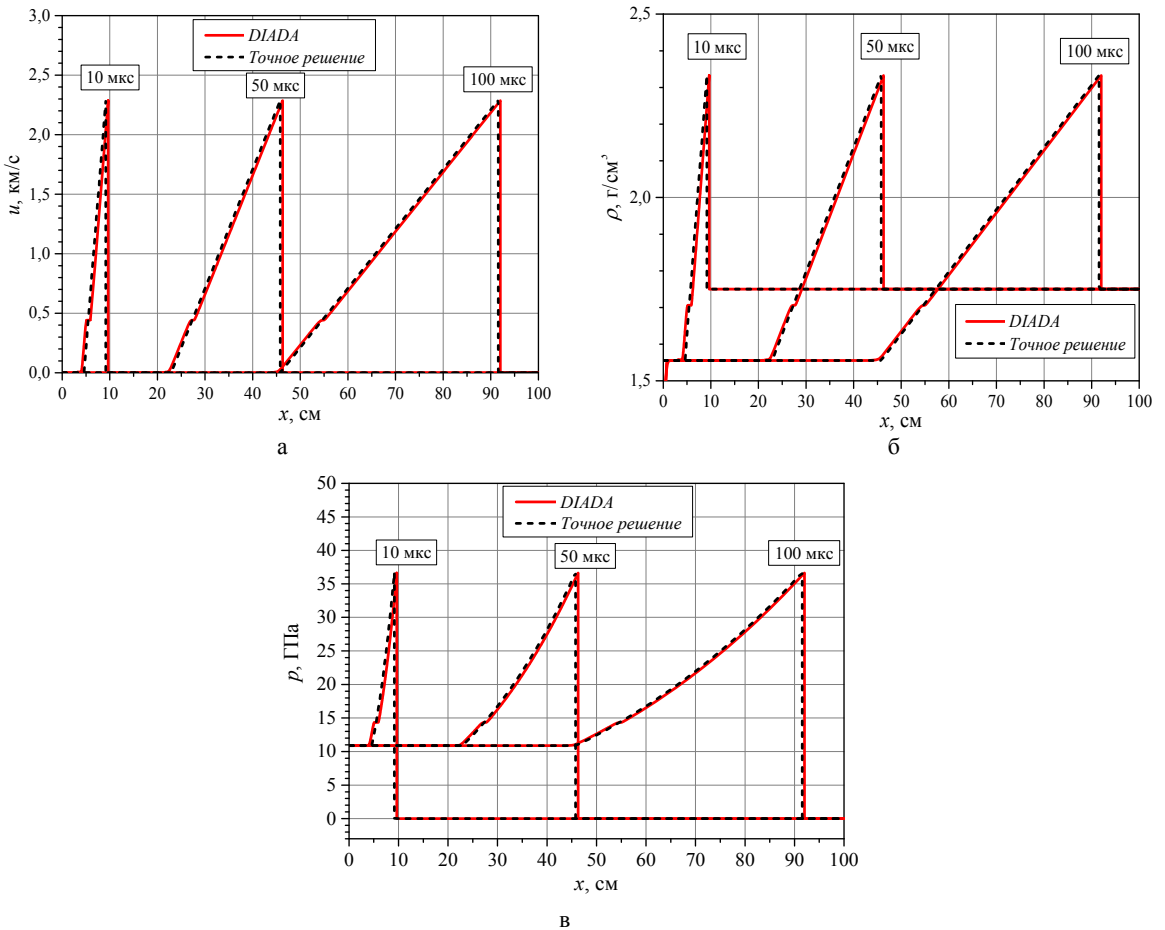 3,0
2,5
2,0
1,5
1,0
0,5
0,0
u, км/с
DIADA
Точное решение
10 мкс
50 мкс
100 мкс
0 10 20 30 40 50 60 70 80 90 100
x, см
а
2,5
2,0
1,5
ρ, г/см³
10 мкс
50 мкс
100 мкс
DIADA
Точное решение
0 10 20 30 40 50 60 70 80 90 100
x, см
б
50
45
40
35
30
25
20
15
10
5
0
p, ГПа
DIADA
Точное решение
10 мкс
50 мкс
100 мкс
0 10 20 30 40 50 60 70 80 90 100
x, см
в